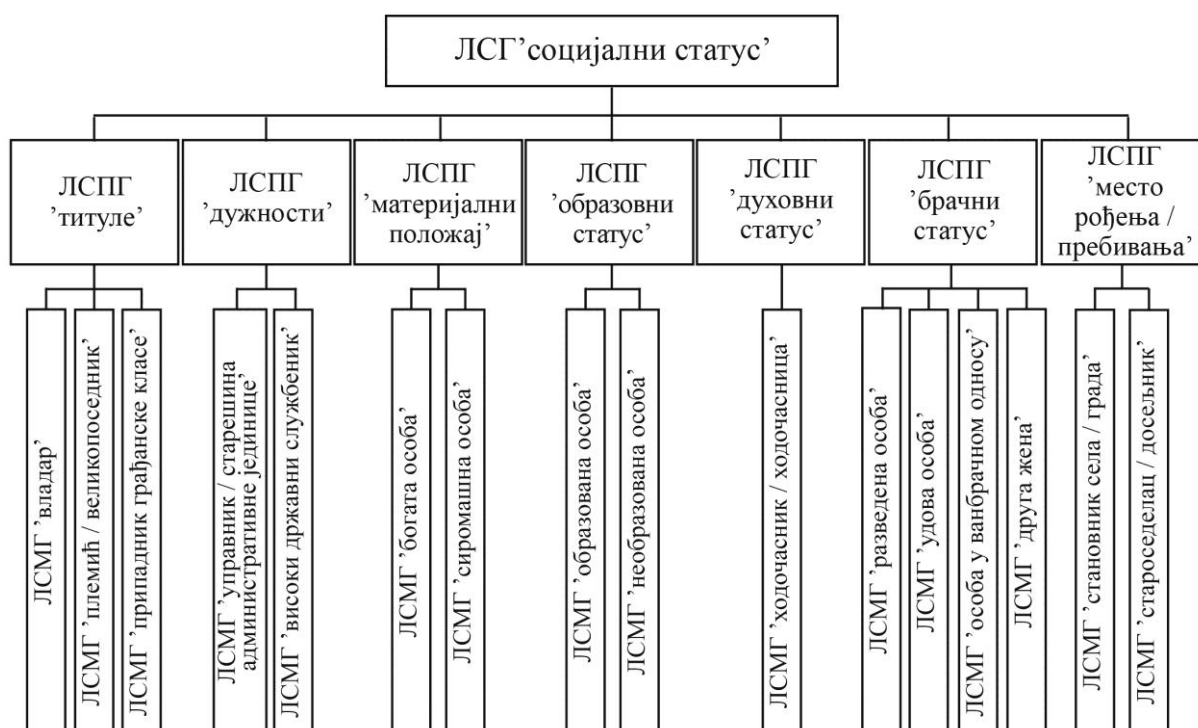 ЛСГ’социјални статус’
ЛСПГ
’титуле’
ЛСПГ
’дужности’
ЛСПГ
’материјални
положај’
ЛСПГ
’образовни
статус’
ЛСПГ
’духовни
статус’
ЛСПГ
’брачни
статус’
ЛСПГ
’место
рођења /
пребивања’
ЛСМГ ’владар’
ЛСМГ ’племић / великопоседник’
ЛСМГ ’припадник грађанске класе’
ЛСМГ ’управник / старешина
административне јединице’
ЛСМГ ’високи државни службеник’
ЛСМГ ’богата особа’
ЛСМГ ’сиромашна особа’
ЛСМГ ’образована особа’
ЛСМГ ’необразована особа’
ЛСМГ ’ходочасник / ходочасница’
ЛСМГ ’разведена особа’
ЛСМГ ’удова особа’
ЛСМГ ’особа у ванбрачном односу’
ЛСМГ ’друга жена’
ЛСМГ ’становник села / града’
ЛСМГ ’староседелац / досељник’